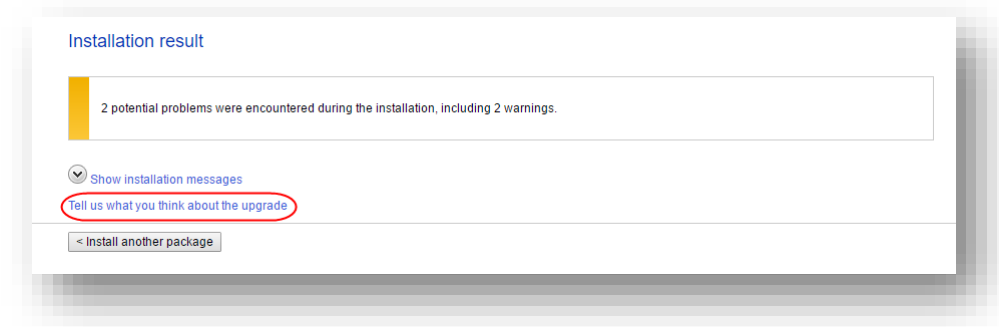 Installation result
2 potential problems were encountered during the installation, including 2 warnings.
Show installation messages
Tell us what you think about the upgrade
< Install another package